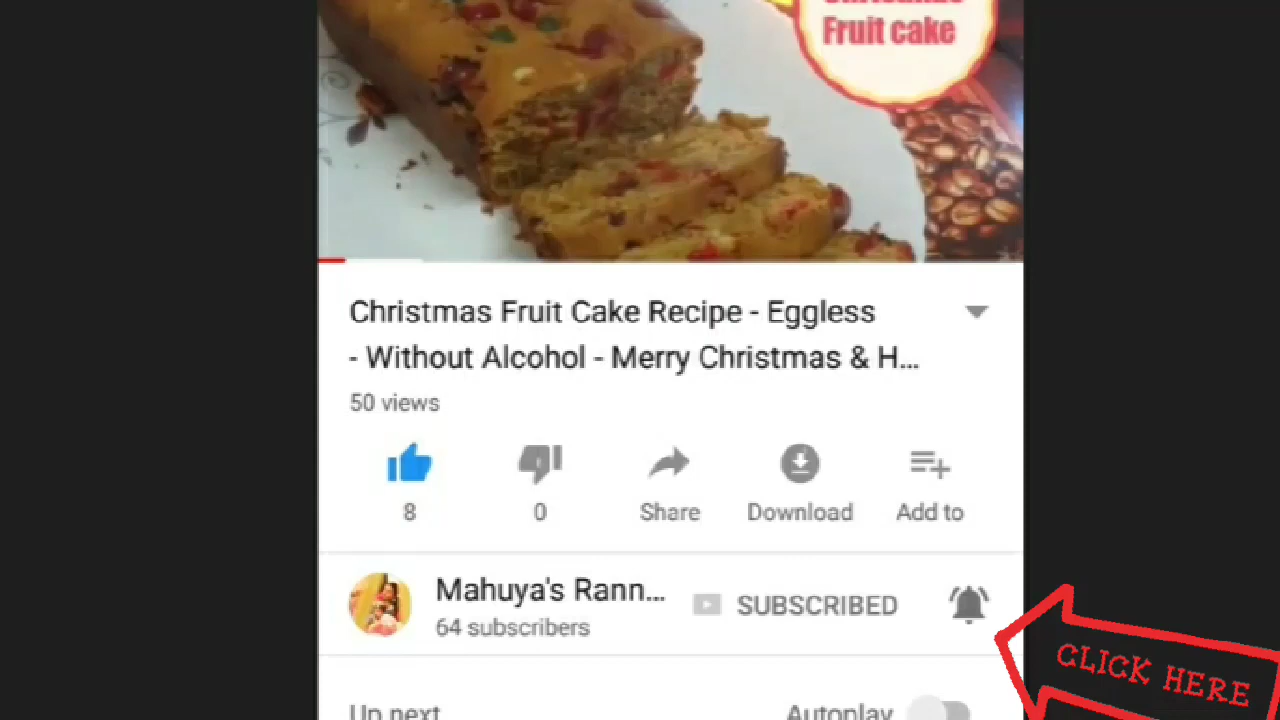 Fruit cake
Christmas Fruit Cake Recipe - Eggless
- Without Alcohol - Merry Christmas & H...
50 views
8
0
Share
Download
Add to
Mahuya's Rann...
64 subscribers
SUBSCRIBED
CLICK HERE
Up next
Autoplay